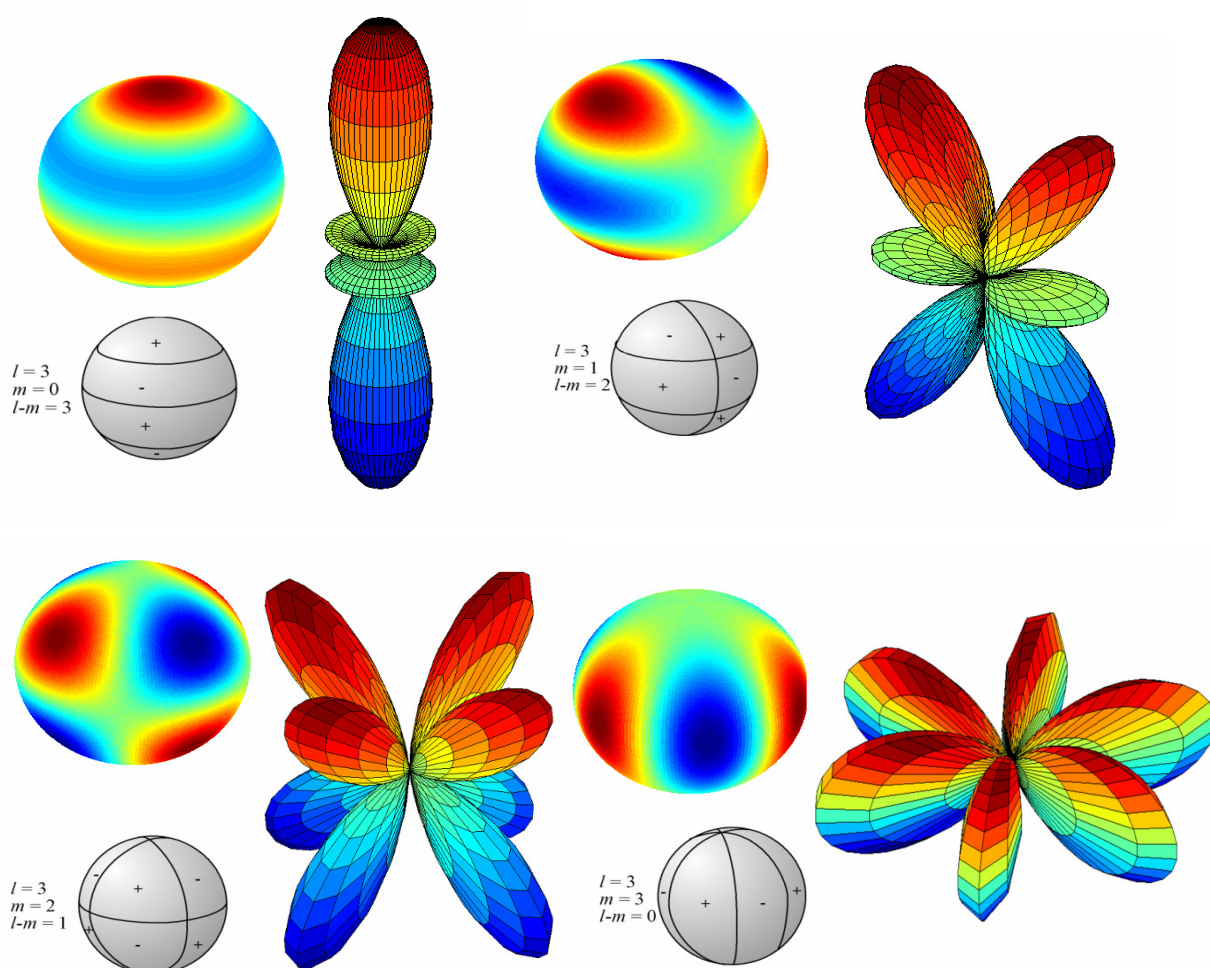 +
l = 3
m = 0
l-m = 3
-
+
-
l = 3
m = 1
l-m = 2
- +
+ -
+
l = 3
m = 2
l-m = 1
- + -
+ - +
l = 3
m = 3
l-m = 0
- + - +